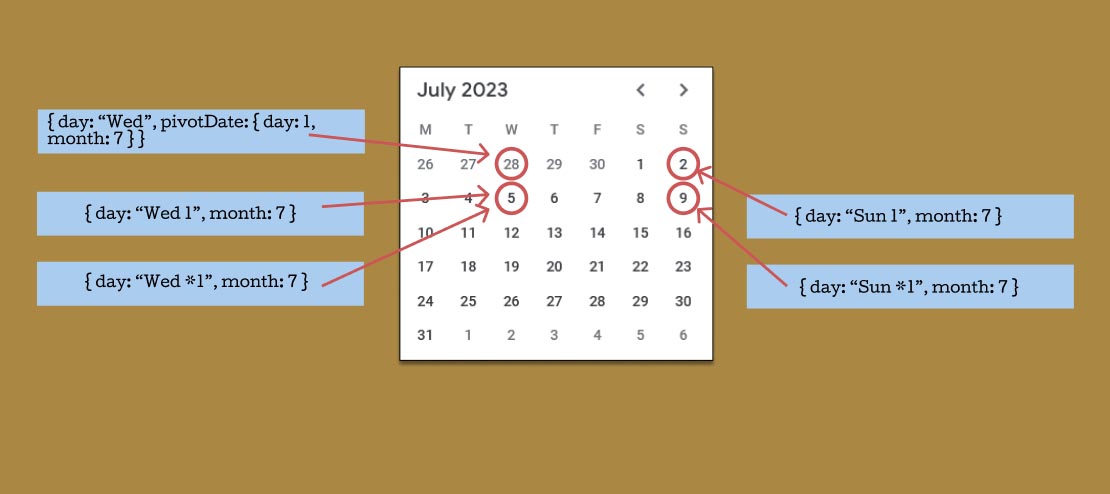 { day: “Wed”, pivotDate: { day: 1,
month: 7 } }
{ day: “Wed 1”, month: 7 }
{ day: “Wed *1”, month: 7 }
July 2023
M T W T F S S
26 27 28 29 30 1 2
3 4 5 6 7 8 9
10 11 12 13 14 15 16
17 18 19 20 21 22 23
24 25 26 27 28 29 30
31 1 2 3 4 5 6
{ day: “Sun 1”, month: 7 }
{ day: “Sun *1”, month: 7 }